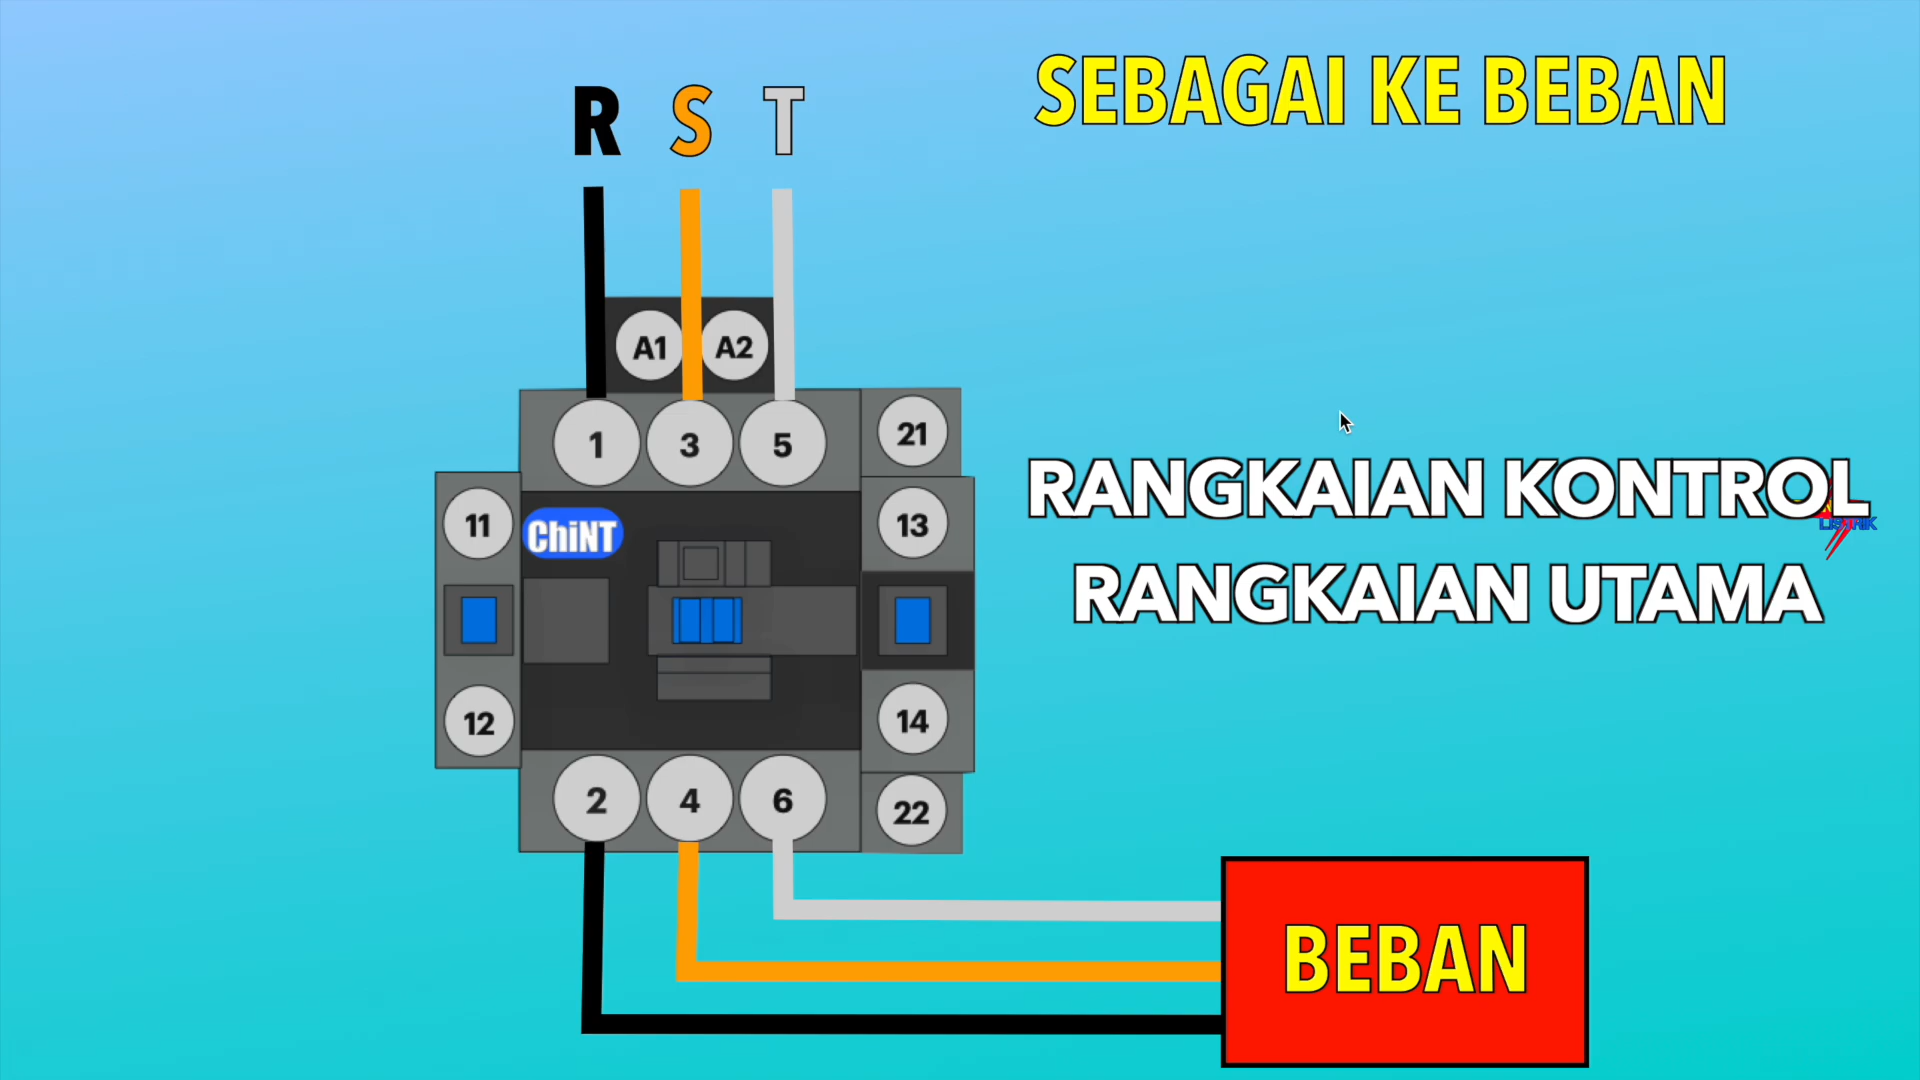 SEBAGAI KE BEBAN
R S T
A1 A2
1 3 5 21
11 ChiNT 13
RANGKAIAN KONTROL
LISTRIK
RANGKAIAN UTAMA
12 14
2 4 6 22
BEBAN